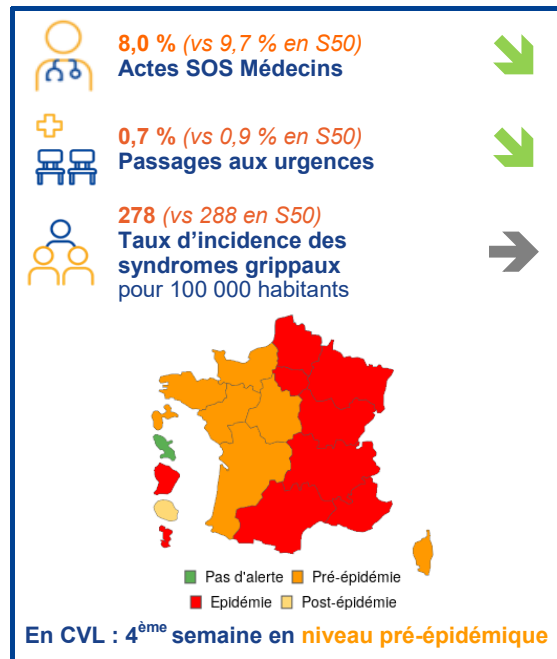 8,0 % (vs 9,7 % en S50)
Actes SOS Médecins
0,7 % (vs 0,9 % en S50)
Passages aux urgences
278 (vs 288 en S50)
Taux d’incidence des
syndromes grippaux
pour 100 000 habitants
Pas d'alerte Pré-épidémie
Epidémie Post-épidémie
En CVL : 4ème semaine en niveau pré-épidémique